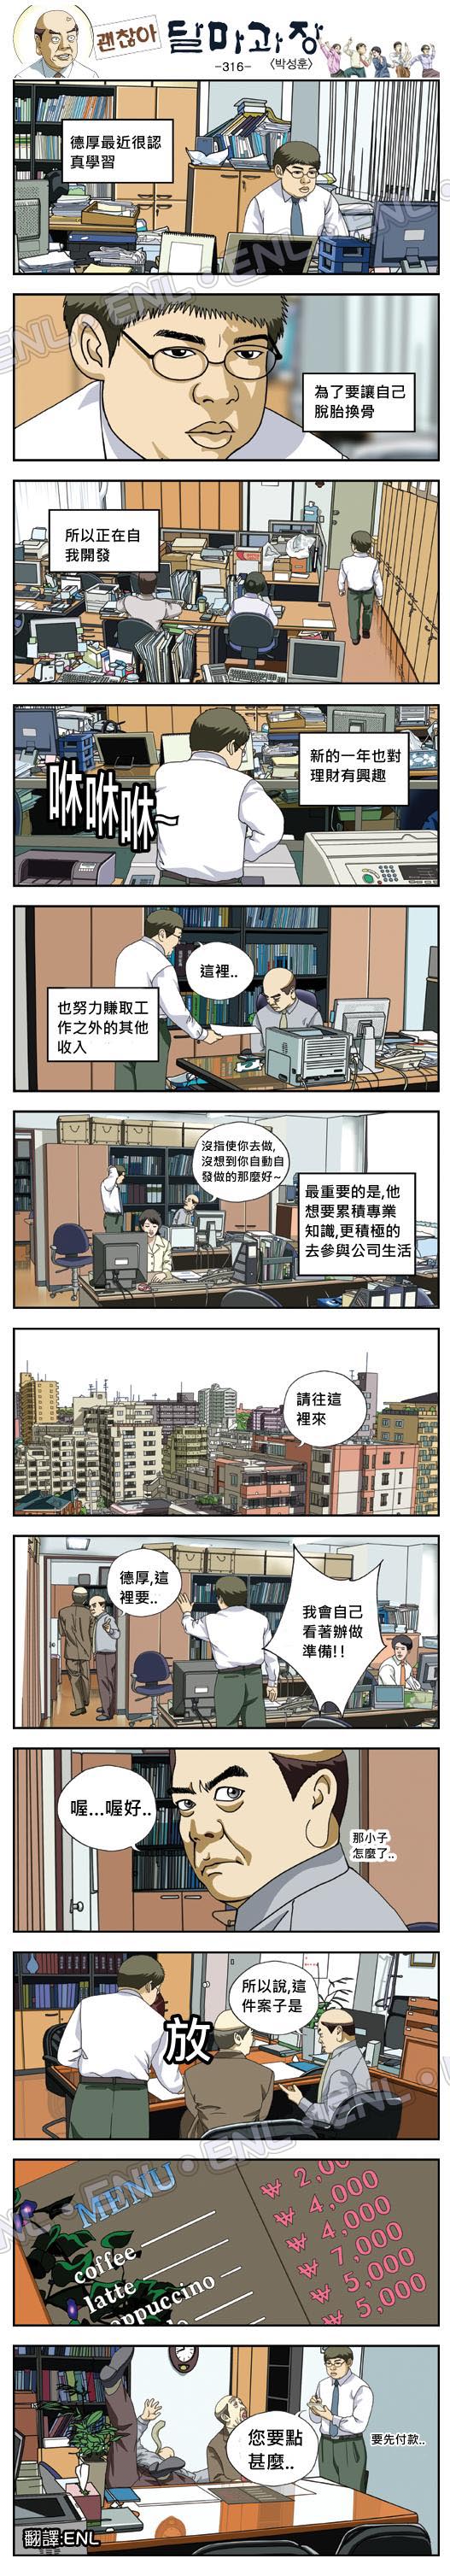 괜찮아
달마과장
-316-
〈박성훈〉
德厚最近很認
真學習
為了要讓自己
脫胎換骨
所以正在自
我開發
新的一年也對
理財有興趣
咻咻咻~
這裡..
也努力賺取工
作之外的其他
收入
沒指使你去做,
沒想到你自動自
發做的那麼好~
最重要的是,他
想要累積專業
知識,更積極的
去參與公司生活
請往這
裡來
德厚,這
裡要..
我會自己
看著辦做
準備!!
喔...喔好..
那小子
怎麼了..
所以說,這
件案子是
放
MENU
coffee
latte
₩ 4,000
₩ 4,000
₩ 7,000
₩ 5,000
₩ 5,000
您要點
甚麼..
要先付款..
翻譯:ENL
ENL